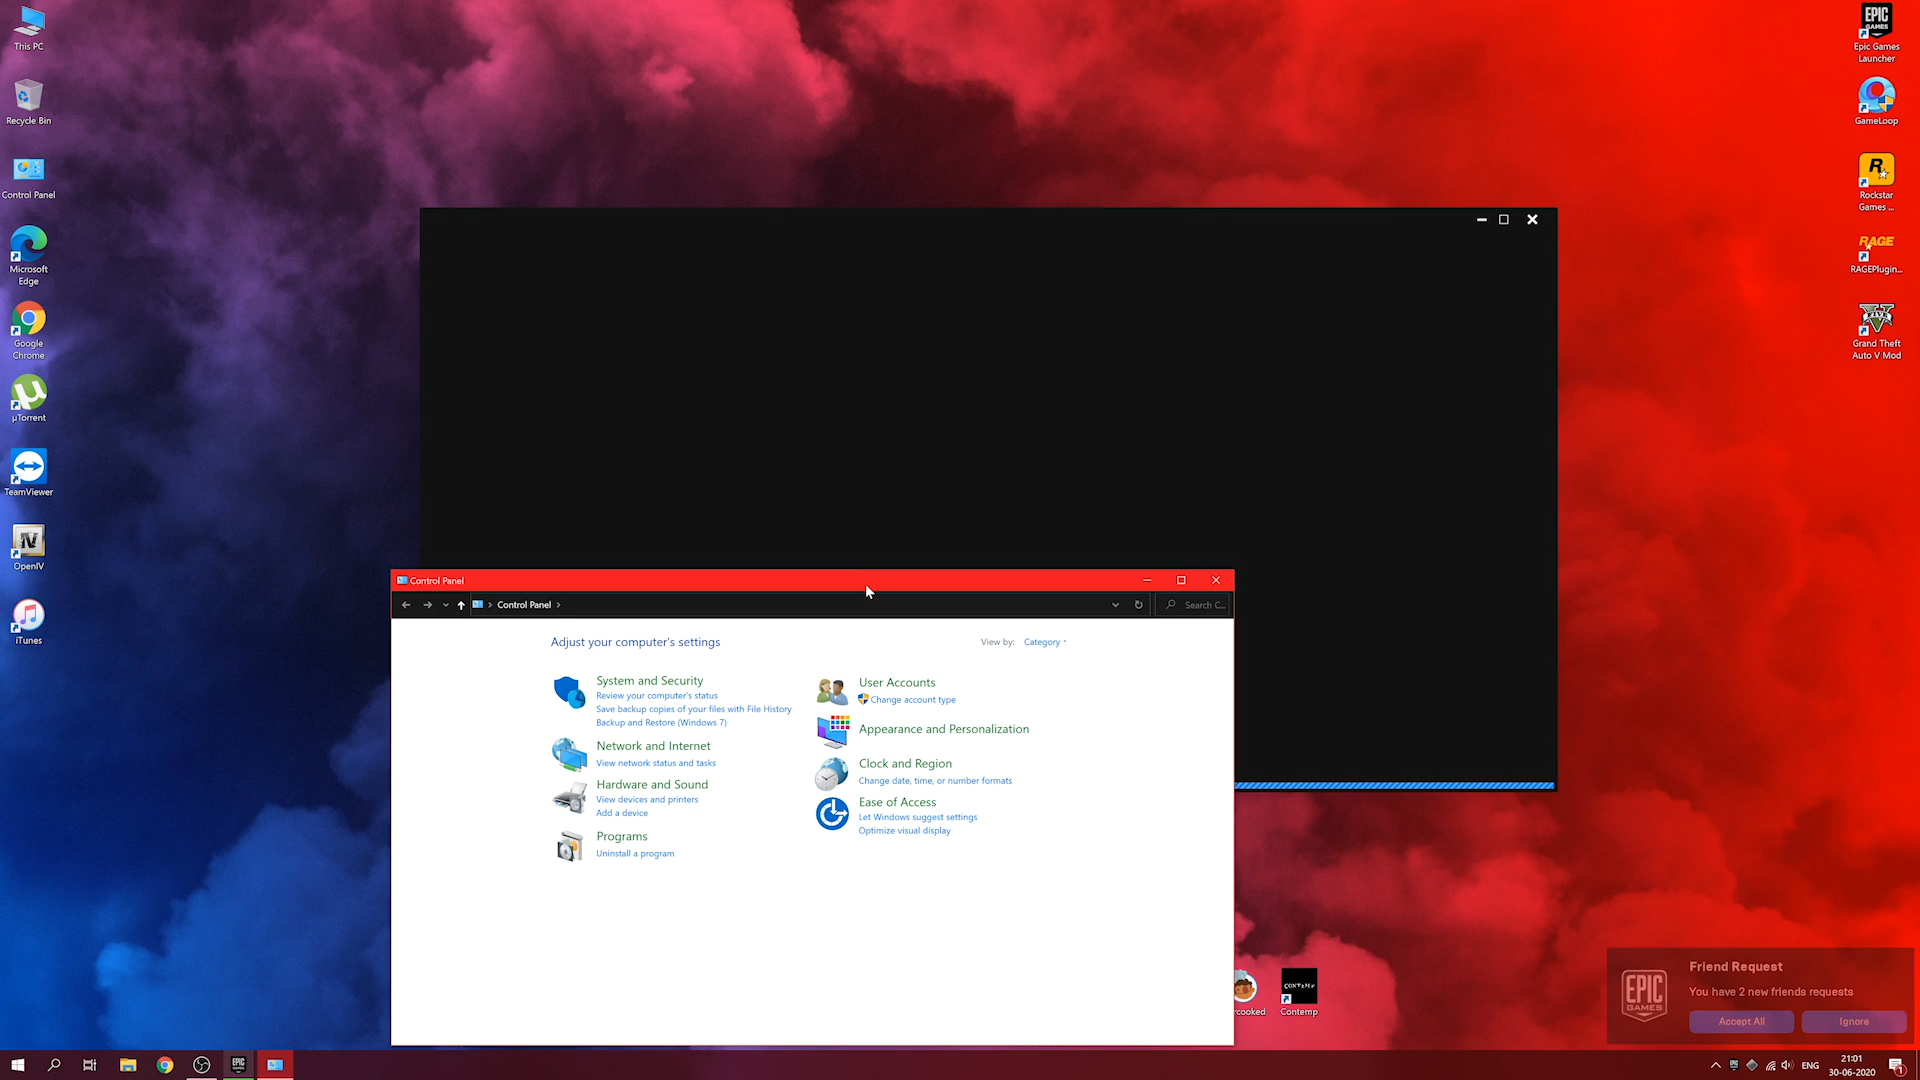 This PC
Recycle Bin
Control Panel
Microsoft
Edge
Google
Chrome
µTorrent
TeamViewer
OpenIV
iTunes
EPIC
GAMES
Epic Games
Launcher
GameLoop
Rockstar
Games ...
RAGE
RAGEPlugin...
FIVE
Grand Theft
Auto V Mod
Control Panel
Control Panel
Search C...
Adjust your computer's settings
View by: Category
System and Security
Review your computer's status
Save backup copies of your files with File History
Backup and Restore (Windows 7)
Network and Internet
View network status and tasks
Hardware and Sound
View devices and printers
Add a device
Programs
Uninstall a program
User Accounts
Change account type
Appearance and Personalization
Clock and Region
Change date, time, or number formats
Ease of Access
Let Windows suggest settings
Optimize visual display
rcooked
Contemp
EPIC
GAMES
Friend Request
You have 2 new friends requests
Accept All
Ignore
ENG
21:01
30-06-2020
1